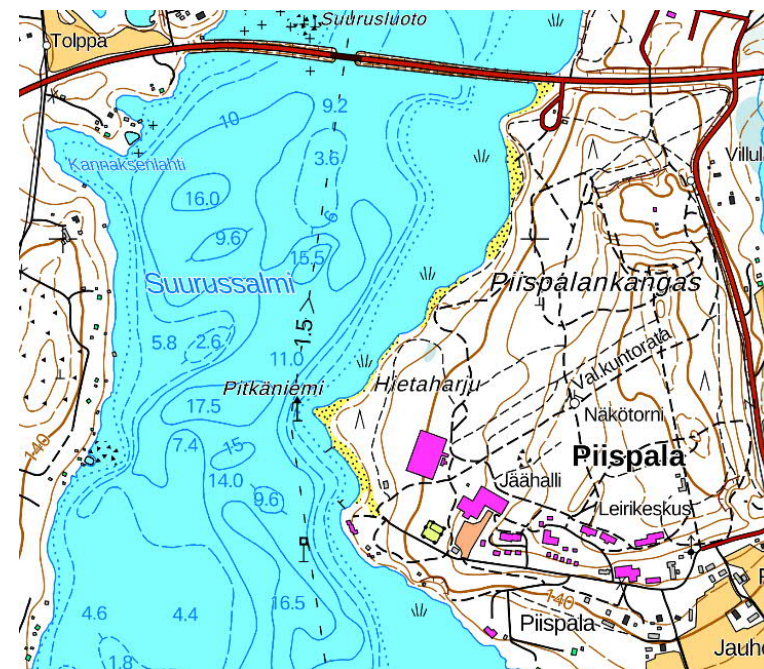 Suurusluoto
Tolppa
9.2
10
3.6
Kannaksenlahti
Villula
16.0
6
9.6
15.5
Suurussalmi
Piispalankangas
1.5
5.8
2.6
Valkuntorata
11.0
Pitkäniemi
Hietaharju
17.5
Näkötorni
140
7.4
15
Piispala
14.0
Jäähalli
9.6
Leirikeskus
16.5
140
4.6
4.4
Piispala
Jauho
1.8